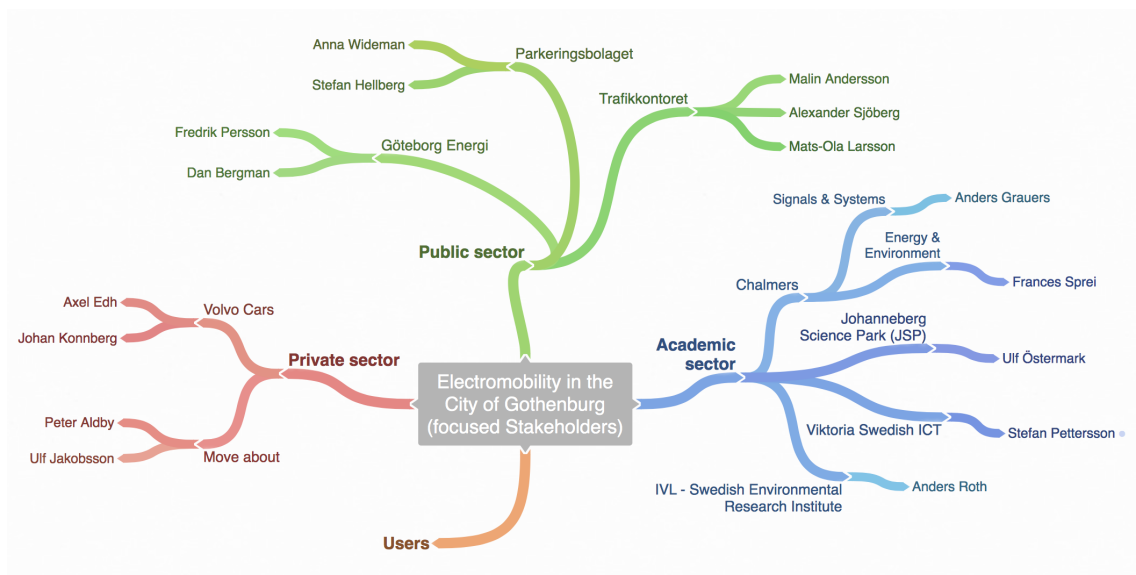 Anna Wideman
Parkeringsbolaget
Stefan Hellberg
Malin Andersson
Trafikkontoret
Alexander Sjöberg
Mats-Ola Larsson
Fredrik Persson
Göteborg Energi
Dan Bergman
Public sector
Signals & Systems
Anders Grauers
Energy &
Environment
Chalmers
Frances Sprei
Johanneberg
Science Park (JSP)
Academic
sector
Ulf Östermark
Viktoria Swedish ICT
Stefan Pettersson
IVL - Swedish Environmental
Research Institute
Anders Roth
Axel Edh
Volvo Cars
Johan Konnberg
Private sector
Peter Aldby
Move about
Ulf Jakobsson
Electromobility in the
City of Gothenburg
(focused Stakeholders)
Users